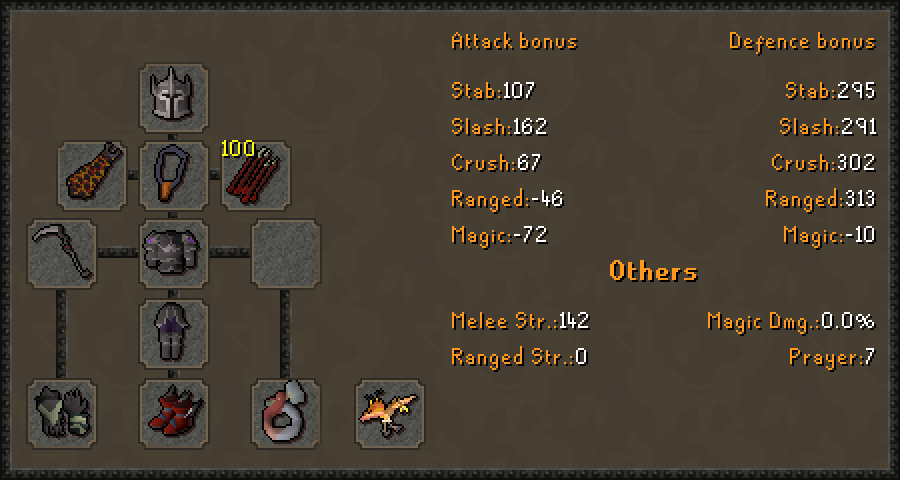 Attack bonus Defence bonus
Stab:107 Stab:295
Slash:162 Slash:291
100 Crush:67 Crush:302
Ranged:-46 Ranged:313
Magic:-72 Magic:-10
Others
Melee Str.:142 Magic Dmg.:0.0%
Ranged Str.:0 Prayer:7